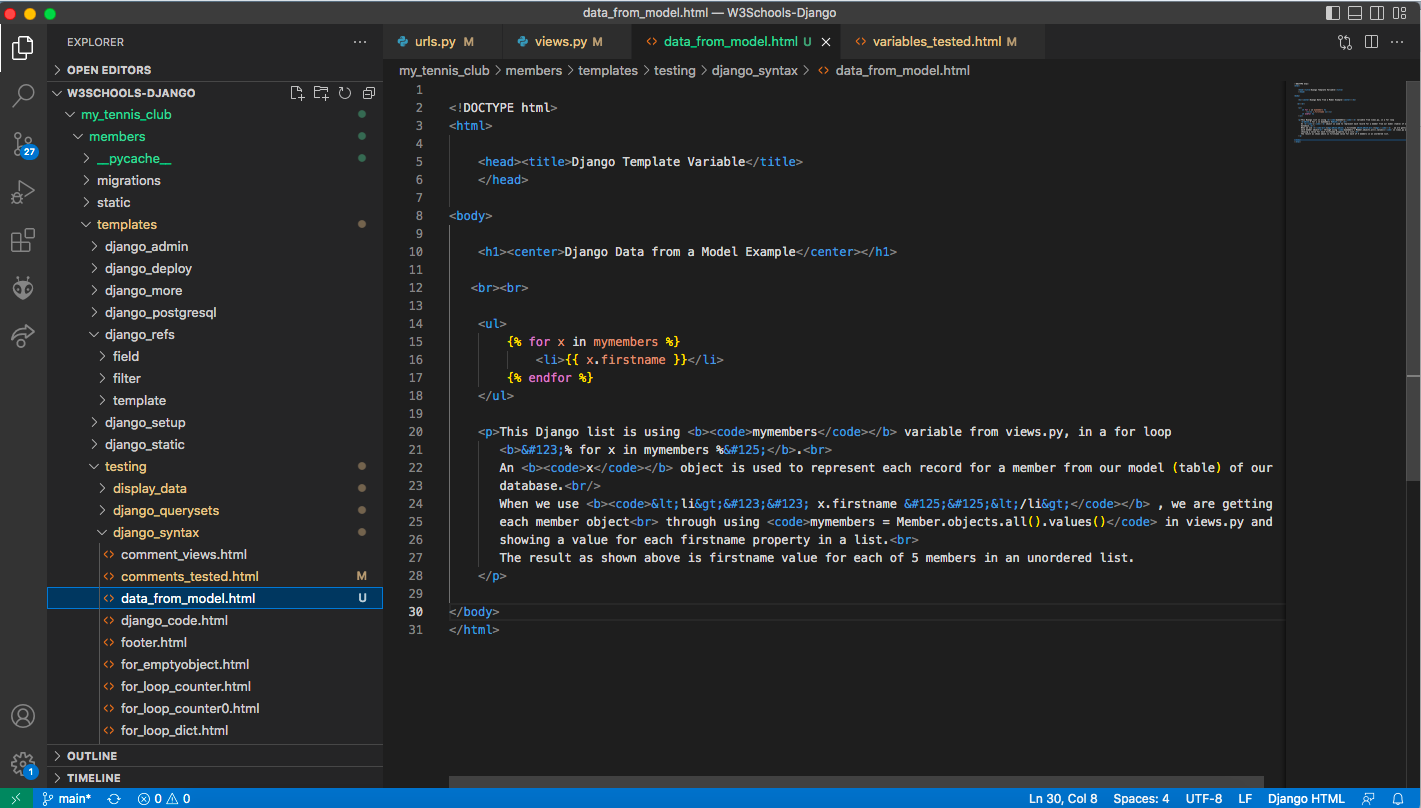 data_from_model.html — W3Schools-Django
EXPLORER
OPEN EDITORS
W3SCHOOLS-DJANGO
my_tennis_club
members
__pycache__
migrations
static
templates
django_admin
django_deploy
django_more
django_postgresql
django_refs
field
filter
template
django_setup
django_static
testing
display_data
django_querysets
django_syntax
comment_views.html
comments_tested.html M
data_from_model.html U
django_code.html
footer.html
for_emptyobject.html
for_loop_counter.html
for_loop_counter0.html
for_loop_dict.html
OUTLINE
TIMELINE
27
1
urls.py M views.py M data_from_model.html U variables_tested.html M
my_tennis_club > members > templates > testing > django_syntax > data_from_model.html
1
2 <!DOCTYPE html>
3 <html>
4
5 <head><title>Django Template Variable</title>
6 </head>
7
8 <body>
9
10 <h1><center>Django Data from a Model Example</center></h1>
11
12 <br><br>
13
14 <ul>
15 {% for x in mymembers %}
16 <li>{{ x.firstname }}</li>
17 {% endfor %}
18 </ul>
19
20 <p>This Django list is using <b><code>mymembers</code></b> variable from views.py, in a for loop
21 <b>&#123;% for x in mymembers %&#125;</b>.<br>
22 An <b><code>x</code></b> object is used to represent each record for a member from our model (table) of our
23 database.<br/>
24 When we use <b><code>&lt;li&gt;&#123;&#123; x.firstname &#125;&#125;&lt;/li&gt;</code></b> , we are getting
25 each member object<br> through using <code>mymembers = Member.objects.all().values()</code> in views.py and
26 showing a value for each firstname property in a list.<br>
27 The result as shown above is firstname value for each of 5 members in an unordered list.
28 </p>
29
30 </body>
31 </html>
main* 0 0 Ln 30, Col 8 Spaces: 4 UTF-8 LF Django HTML